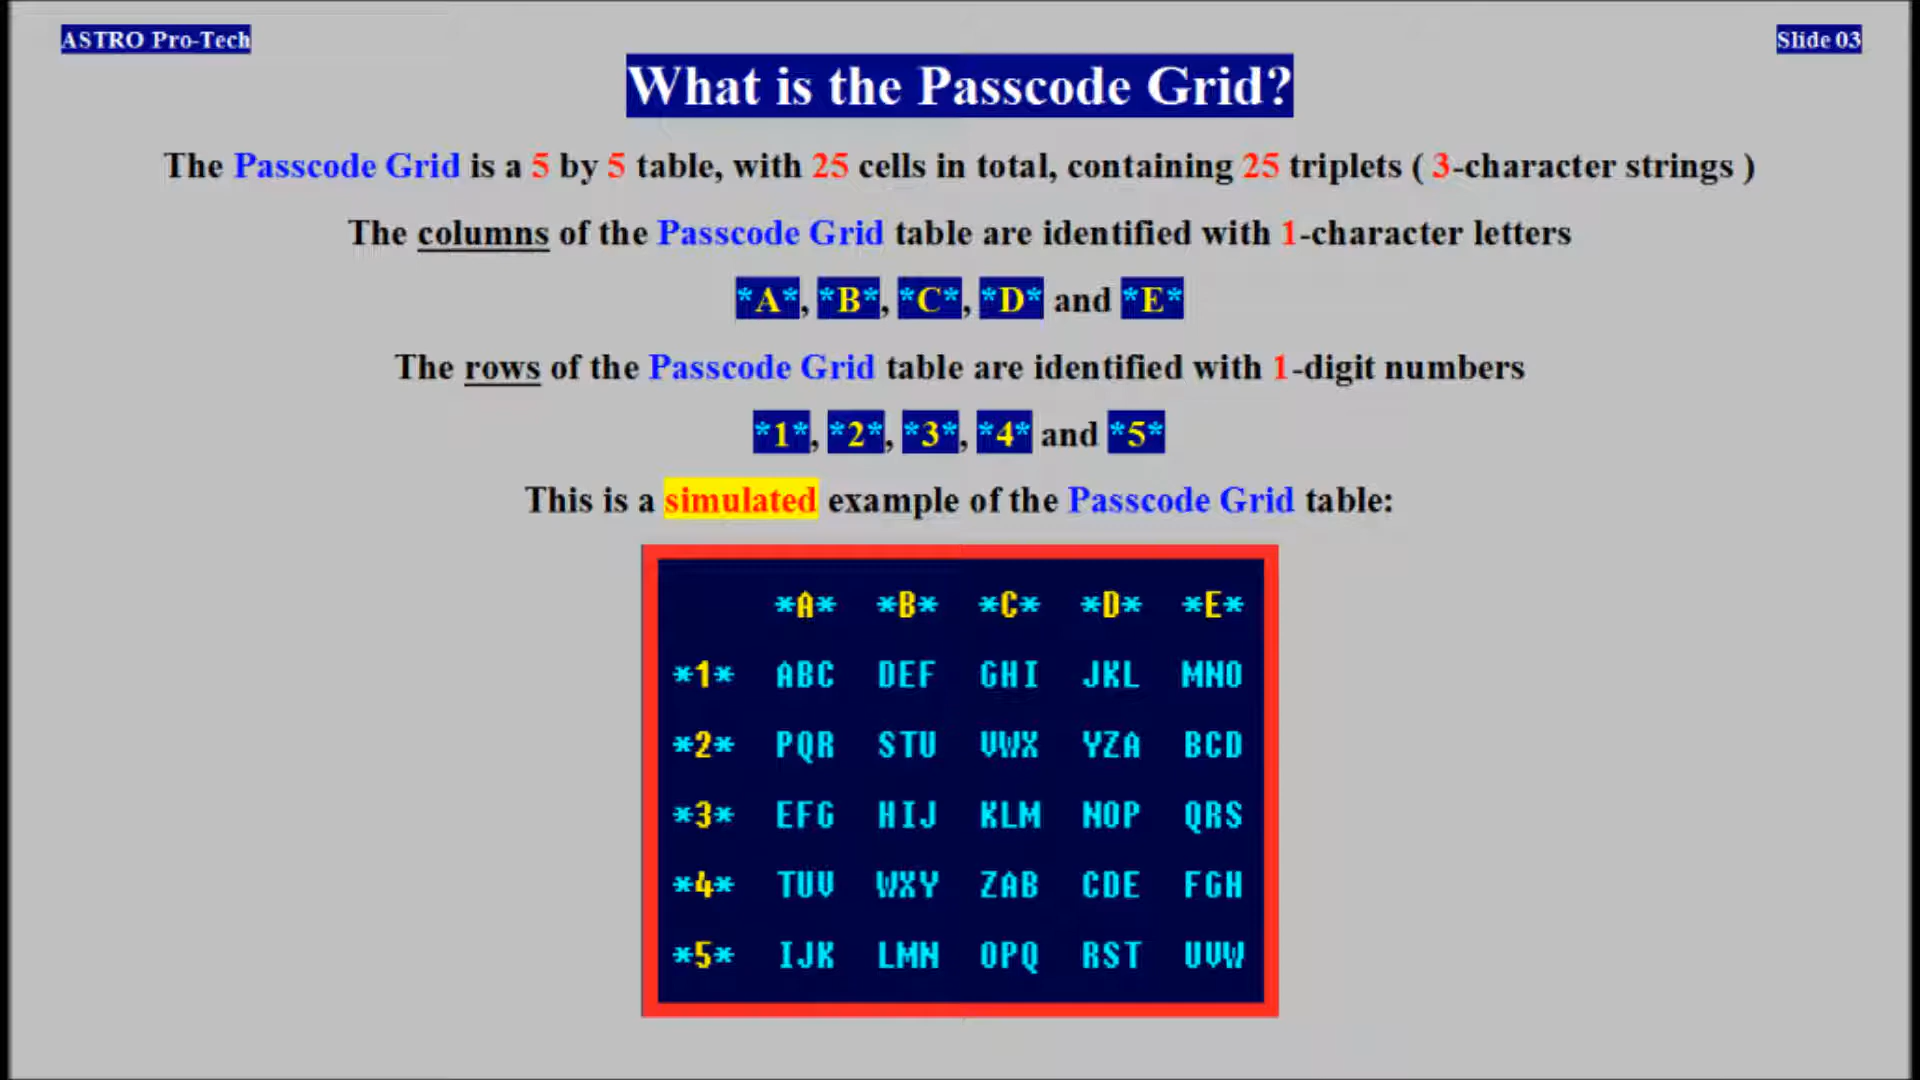 ASTRO Pro-Tech
Slide 03
What is the Passcode Grid?
The Passcode Grid is a 5 by 5 table, with 25 cells in total, containing 25 triplets ( 3-character strings )
The columns of the Passcode Grid table are identified with 1-character letters
*A*, *B*, *C*, *D* and *E*
The rows of the Passcode Grid table are identified with 1-digit numbers
*1*, *2*, *3*, *4* and *5*
This is a simulated example of the Passcode Grid table:
*A* *B* *C* *D* *E*
*1* ABC DEF GHI JKL MNO
*2* PQR STU VWX YZA BCD
*3* EFG HIJ KLM NOP QRS
*4* TUV WXY ZAB CDE FGH
*5* IJK LMN OPQ RST UVW